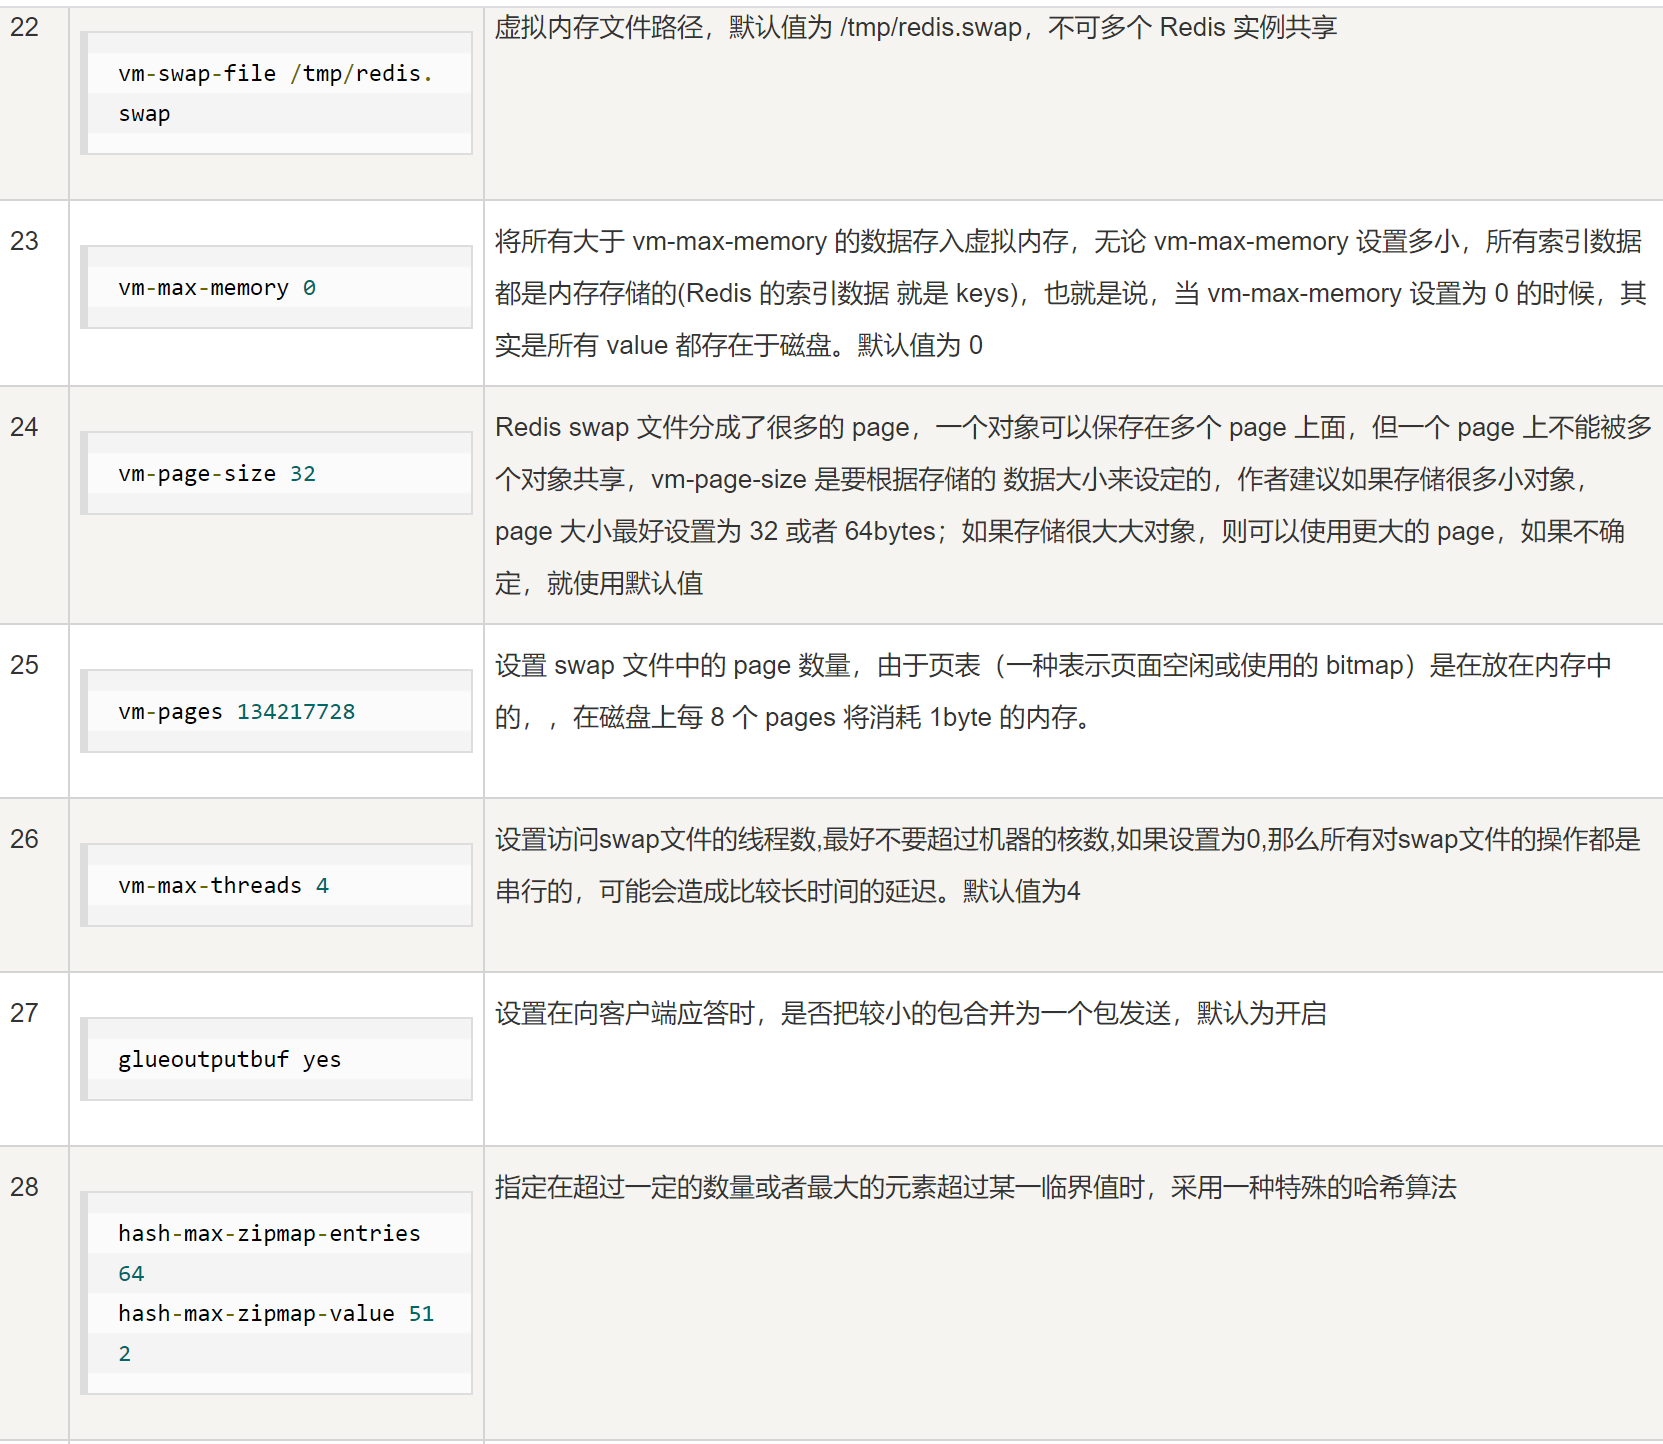 22
vm-swap-file /tmp/redis.
swap
虚拟内存文件路径，默认值为 /tmp/redis.swap，不可多个 Redis 实例共享
23
vm-max-memory 0
将所有大于 vm-max-memory 的数据存入虚拟内存，无论 vm-max-memory 设置多小，所有索引数据
都是内存存储的(Redis 的索引数据 就是 keys)，也就是说，当 vm-max-memory 设置为 0 的时候，其
实是所有 value 都存在于磁盘。默认值为 0
24
vm-page-size 32
Redis swap 文件分成了很多的 page，一个对象可以保存在多个 page 上面，但一个 page 上不能被多
个对象共享，vm-page-size 是要根据存储的 数据大小来设定的，作者建议如果存储很多小对象，
page 大小最好设置为 32 或者 64bytes；如果存储很大大对象，则可以使用更大的 page，如果不确
定，就使用默认值
25
vm-pages 134217728
设置 swap 文件中的 page 数量，由于页表（一种表示页面空闲或使用的 bitmap）是在放在内存中
的，，在磁盘上每 8 个 pages 将消耗 1byte 的内存。
26
vm-max-threads 4
设置访问swap文件的线程数,最好不要超过机器的核数,如果设置为0,那么所有对swap文件的操作都是
串行的，可能会造成比较长时间的延迟。默认值为4
27
glueoutputbuf yes
设置在向客户端应答时，是否把较小的包合并为一个包发送，默认为开启
28
hash-max-zipmap-entries
64
hash-max-zipmap-value 51
2
指定在超过一定的数量或者最大的元素超过某一临界值时，采用一种特殊的哈希算法